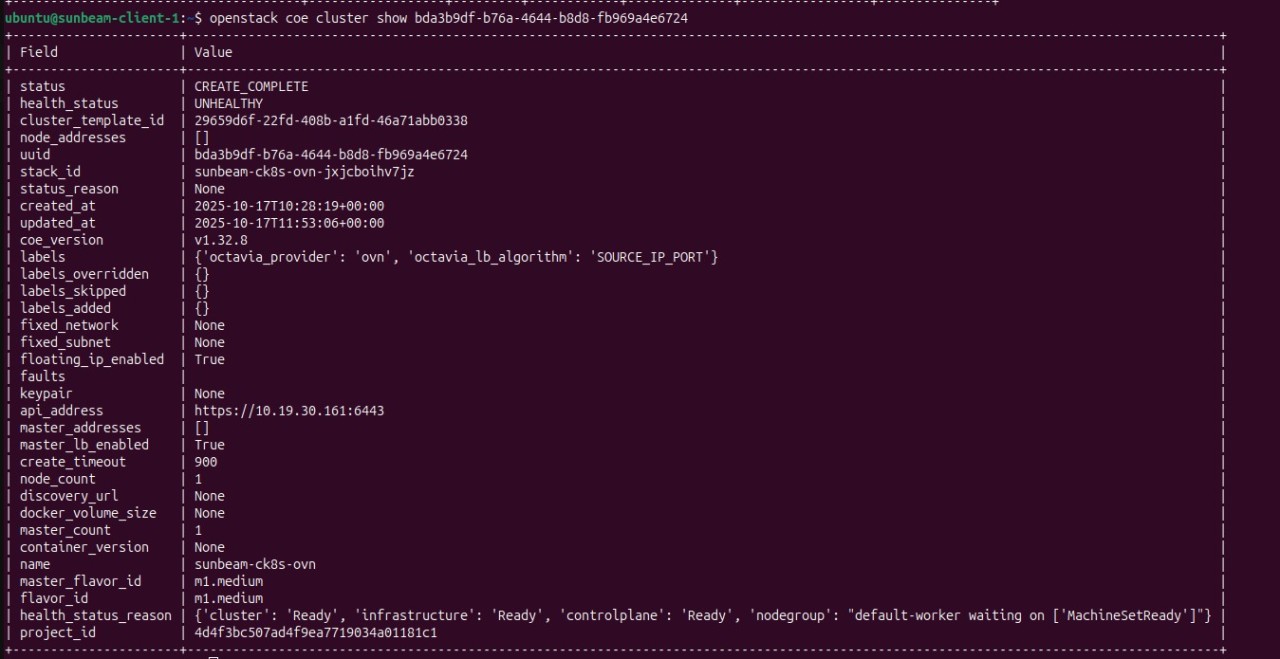 ubuntu@sunbeam-client-1:~$ openstack coe cluster show bda3b9df-b76a-4644-b8d8-fb969a4e6724
| Field | Value |
| status | CREATE_COMPLETE |
| health_status | UNHEALTHY |
| cluster_template_id | 29659d6f-22fd-408b-a1fd-46a71abb0338 |
| node_addresses | [] |
| uuid | bda3b9df-b76a-4644-b8d8-fb969a4e6724 |
| stack_id | sunbeam-ck8s-ovn-jxjcboihv7jz |
| status_reason | None |
| created_at | 2025-10-17T10:28:19+00:00 |
| updated_at | 2025-10-17T11:53:06+00:00 |
| coe_version | v1.32.8 |
| labels | {'octavia_provider': 'ovn', 'octavia_lb_algorithm': 'SOURCE_IP_PORT'} |
| labels_overridden | {} |
| labels_skipped | {} |
| labels_added | {} |
| fixed_network | None |
| fixed_subnet | None |
| floating_ip_enabled | True |
| faults | |
| keypair | None |
| api_address | https://10.19.30.161:6443 |
| master_addresses | [] |
| master_lb_enabled | True |
| create_timeout | 900 |
| node_count | 1 |
| discovery_url | None |
| docker_volume_size | None |
| master_count | 1 |
| container_version | None |
| name | sunbeam-ck8s-ovn |
| master_flavor_id | m1.medium |
| flavor_id | m1.medium |
| health_status_reason | {'cluster': 'Ready', 'infrastructure': 'Ready', 'controlplane': 'Ready', 'nodegroup': "default-worker waiting on ['MachineSetReady']"} |
| project_id | 4d4f3bc507ad4f9ea7719034a01181c1 |